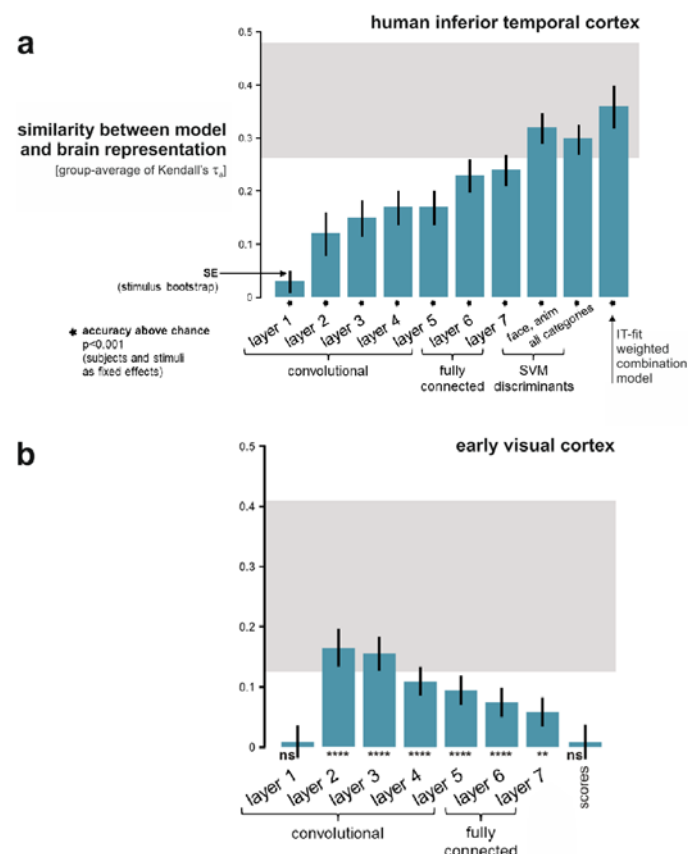 a
human inferior temporal cortex
0.5
0.4
0.3
0.2
0.1
0
similarity between model
and brain representation
[group-average of Kendall's τa]
SE
(stimulus bootstrap)
* accuracy above chance
p<0.001
(subjects and stimuli
as fixed effects)
* * * * * * * * * *
layer 1
layer 2
layer 3
layer 4
layer 5
layer 6
layer 7
face, anim
all categories
convolutional
fully
connected
SVM
discriminants
IT-fit
weighted
combination
model
b
early visual cortex
0.5
0.4
0.3
0.2
0.1
0
ns **** **** **** **** **** ** ns
layer 1
layer 2
layer 3
layer 4
layer 5
layer 6
layer 7
scores
convolutional
fully
connected